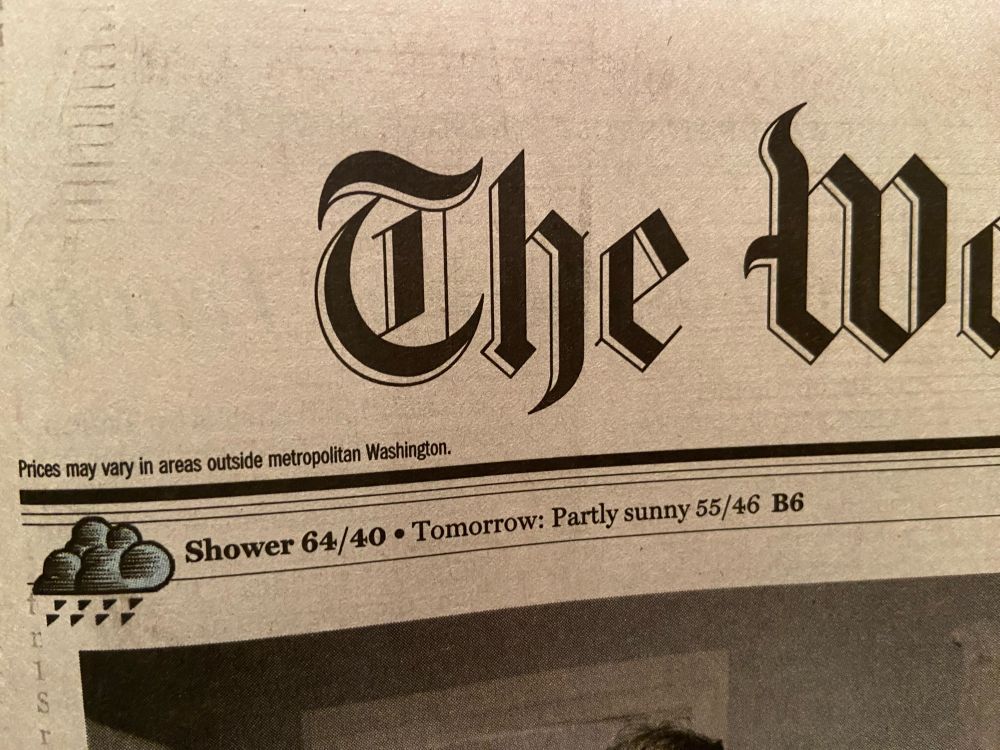 The W
Prices may vary in areas outside metropolitan Washington.
Shower 64/40 • Tomorrow: Partly sunny 55/46 B6